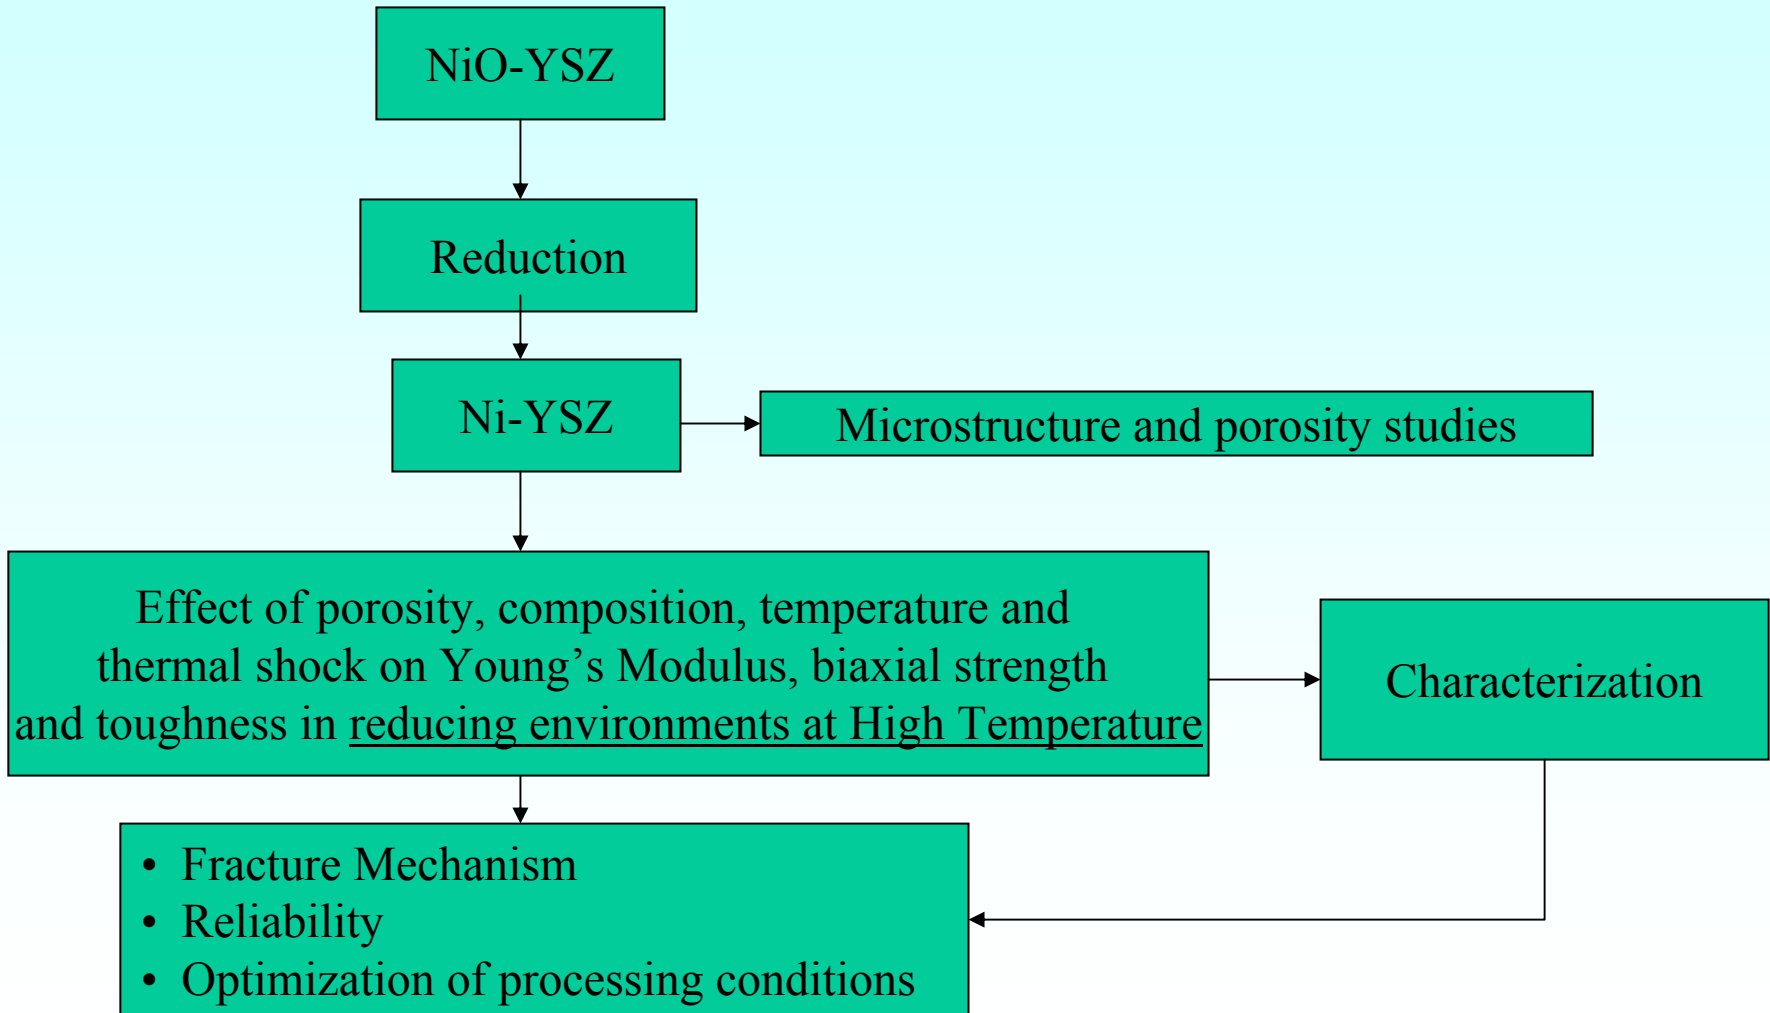 NiO-YSZ
Reduction
Ni-YSZ
Microstructure and porosity studies
Effect of porosity, composition, temperature and
thermal shock on Young’s Modulus, biaxial strength
and toughness in reducing environments at High Temperature
Characterization
• Fracture Mechanism
• Reliability
• Optimization of processing conditions